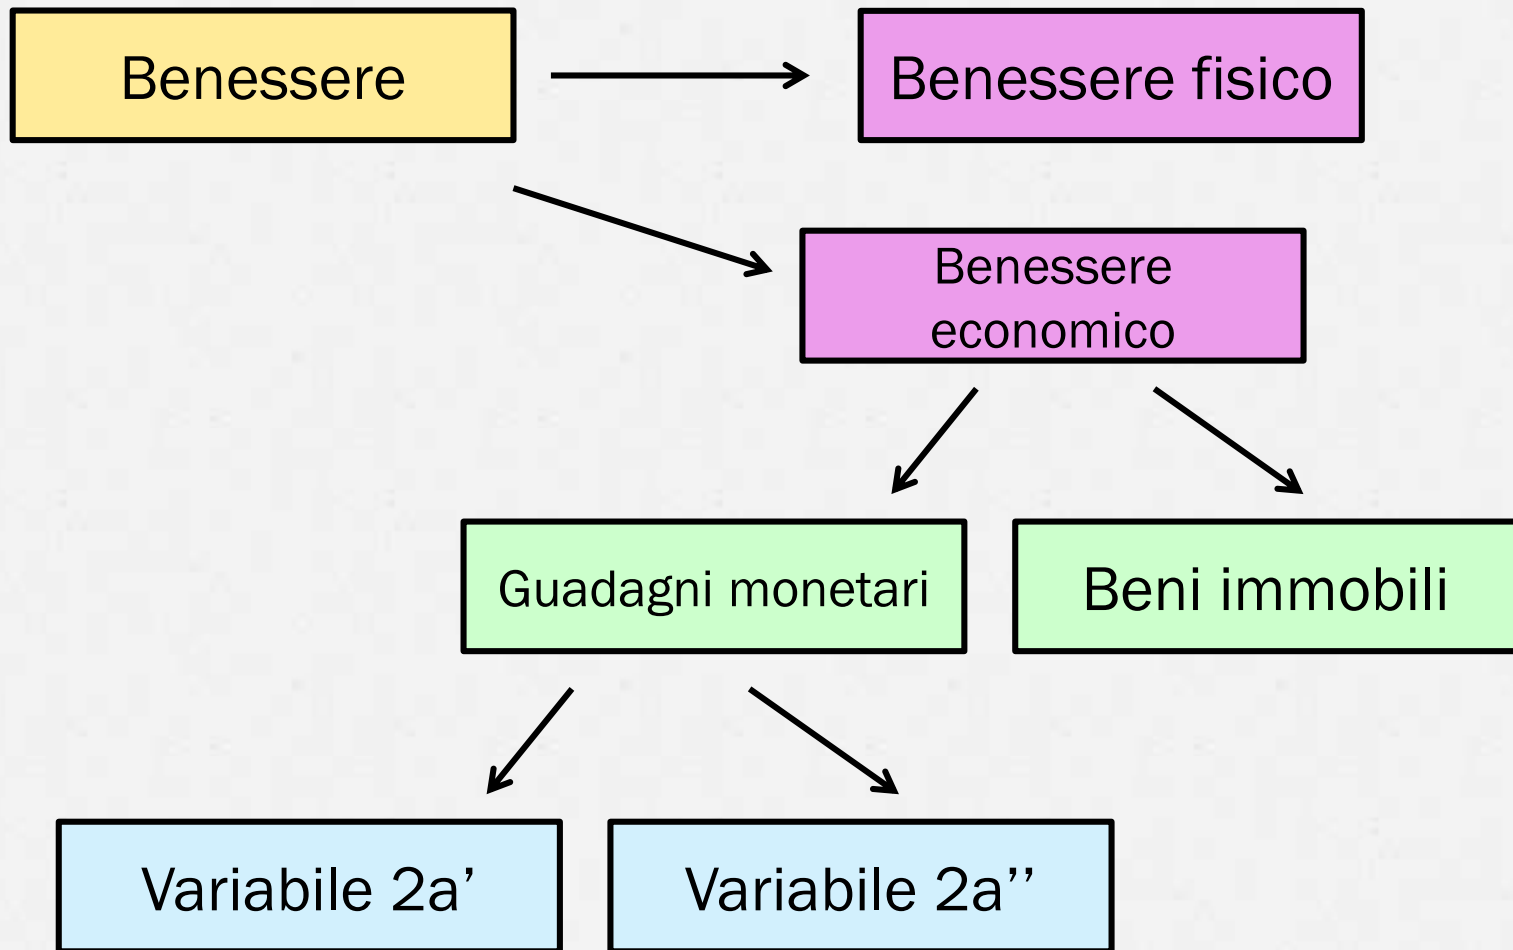 Benessere
Benessere fisico
Benessere
economico
Guadagni monetari
Beni immobili
Variabile 2a’
Variabile 2a’’